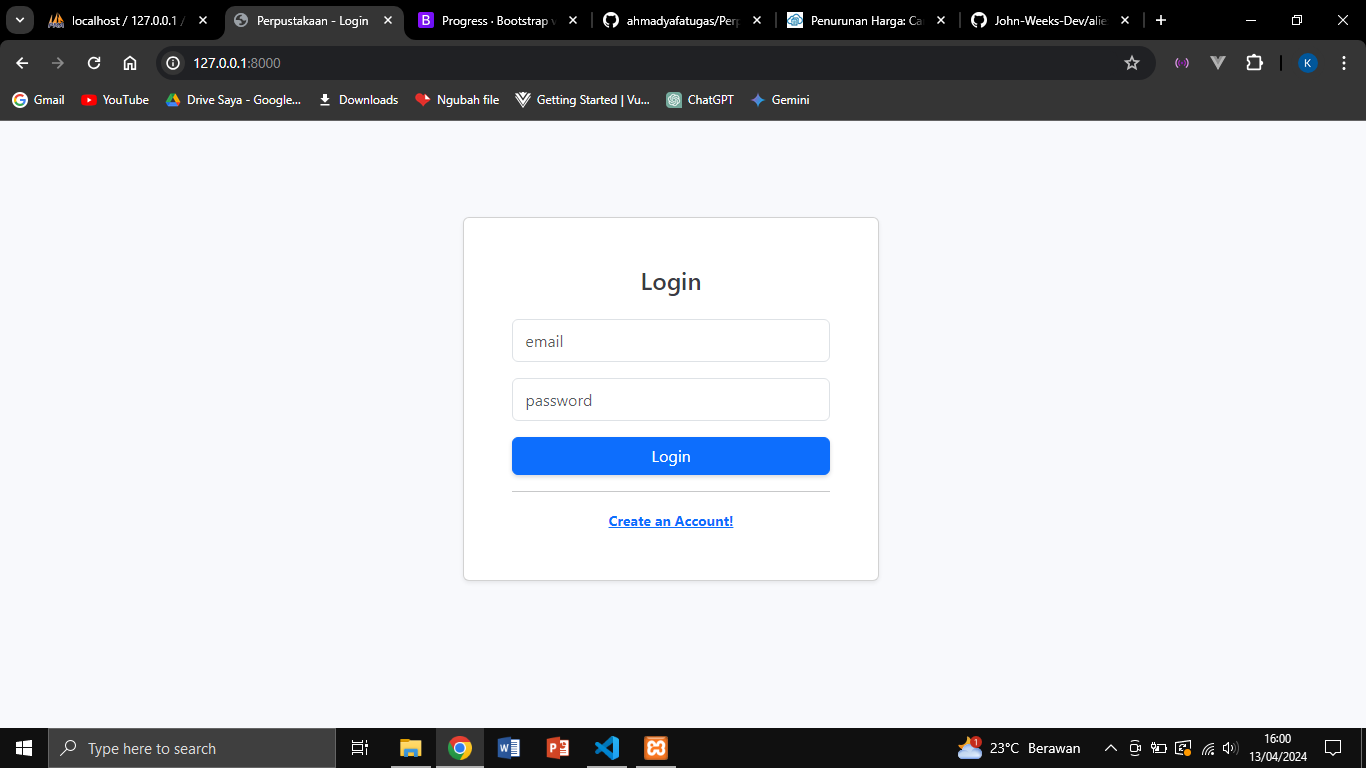 localhost / 127.0.0.1 /
Perpustakaan - Login
Progress · Bootstrap v
ahmadyafatugas/Perp
Penurunan Harga: Ca
John-Weeks-Dev/alie
127.0.0.1:8000
K
Gmail
YouTube
Drive Saya - Google...
Downloads
Ngubah file
Getting Started | Vu...
ChatGPT
Gemini
Login
email
password
Login
Create an Account!
Type here to search
1
23°C Berawan
16:00
13/04/2024